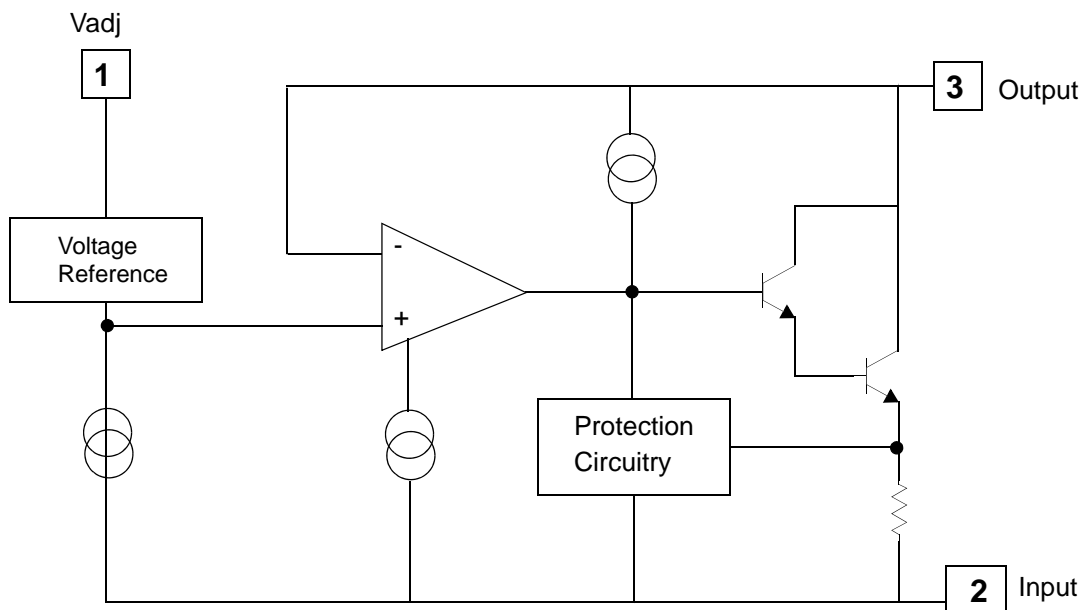 Vadj
1
3 Output
Voltage
Reference
-
+
Protection
Circuitry
2 Input